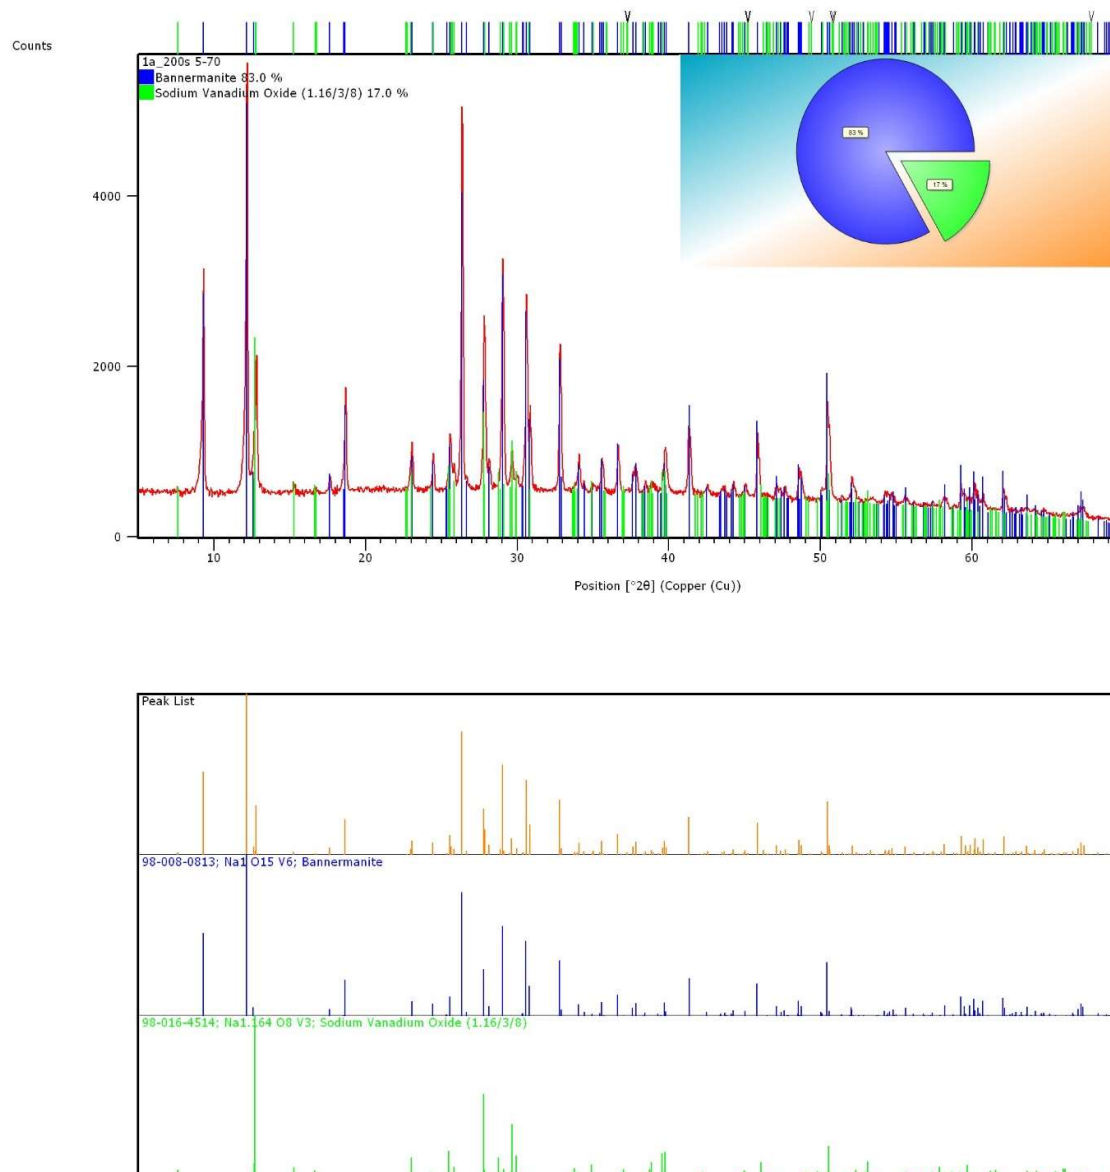 Counts
1a_200s 5-70
Bannermanite 83.0 %
Sodium Vanadium Oxide (1.16/3/8) 17.0 %
83 %
17 %
4000
2000
0
10 20 30 40 50 60
Position [°2θ] (Copper (Cu))
Peak List
98-008-0813; Na1 O15 V6; Bannermanite
98-016-4514; Na1.164 O8 V3; Sodium Vanadium Oxide (1.16/3/8)